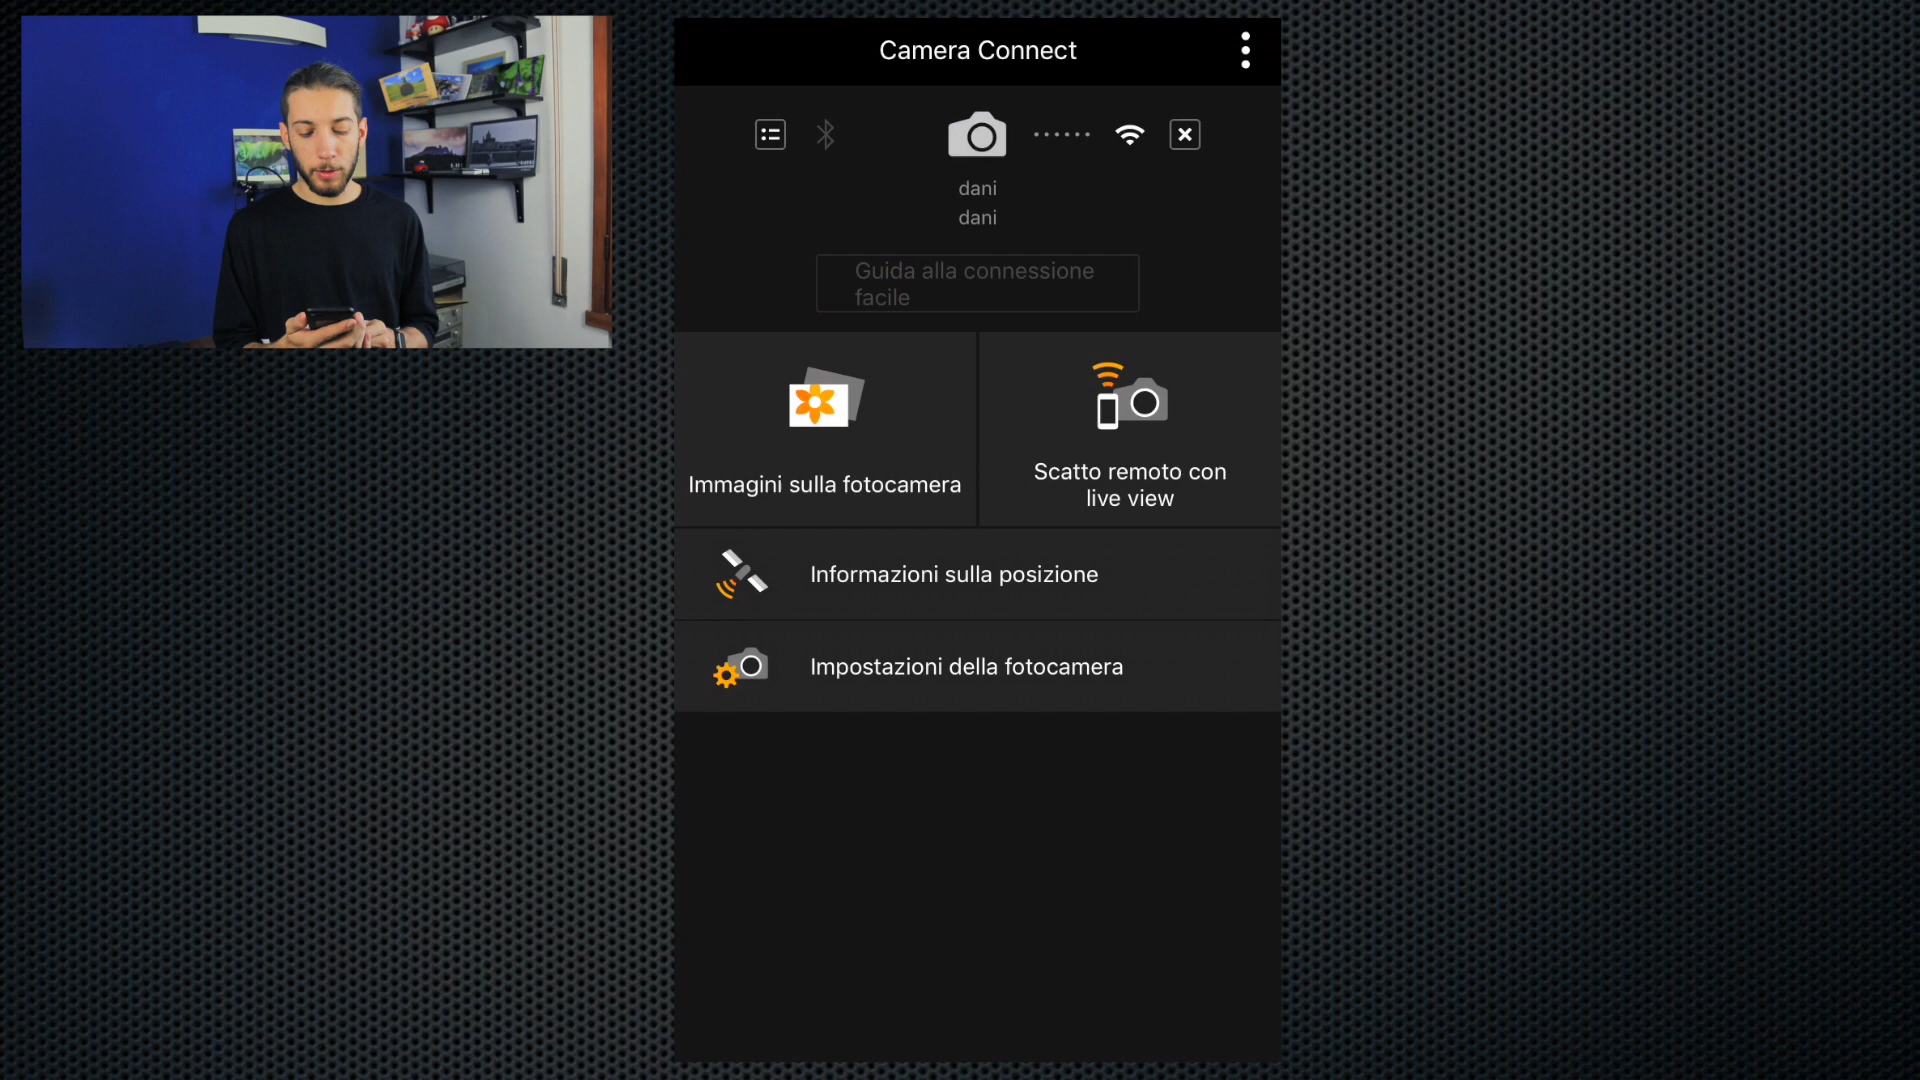 Camera Connect
dani
dani
Guida alla connessione
facile
Immagini sulla fotocamera
Scatto remoto con
live view
Informazioni sulla posizione
Impostazioni della fotocamera